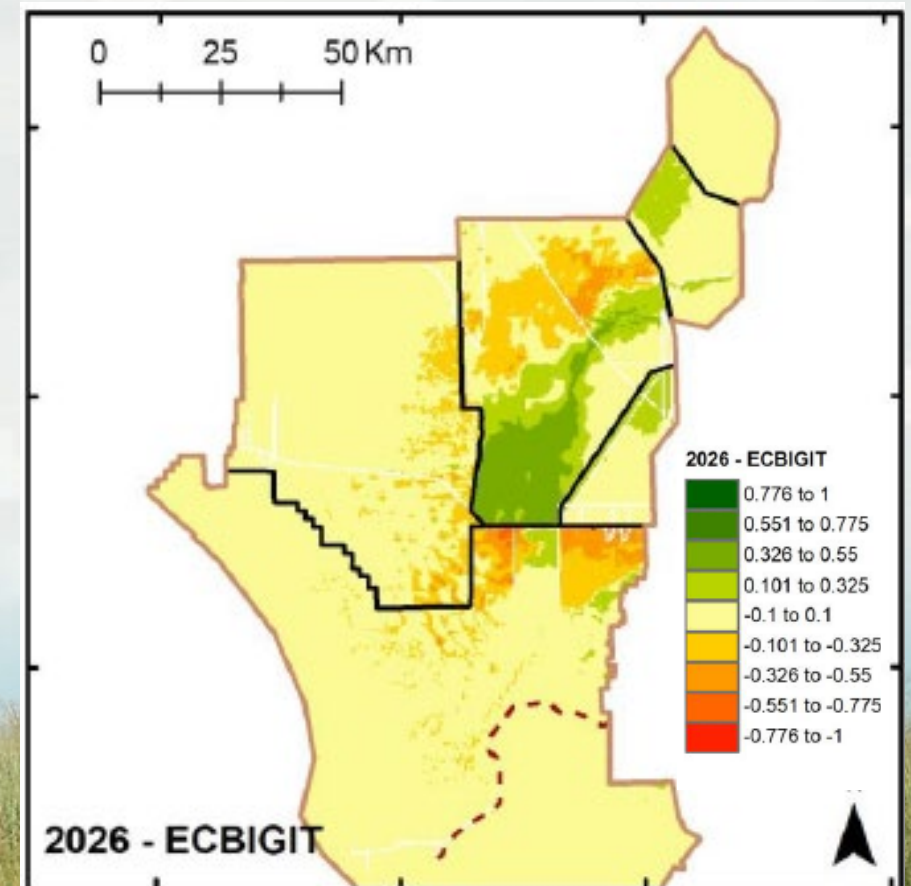 0 25 50 Km
2026 - ECBIGIT
0.776 to 1
0.551 to 0.775
0.326 to 0.55
0.101 to 0.325
-0.1 to 0.1
-0.101 to -0.325
-0.326 to -0.55
-0.551 to -0.775
-0.776 to -1
2026 - ECBIGIT